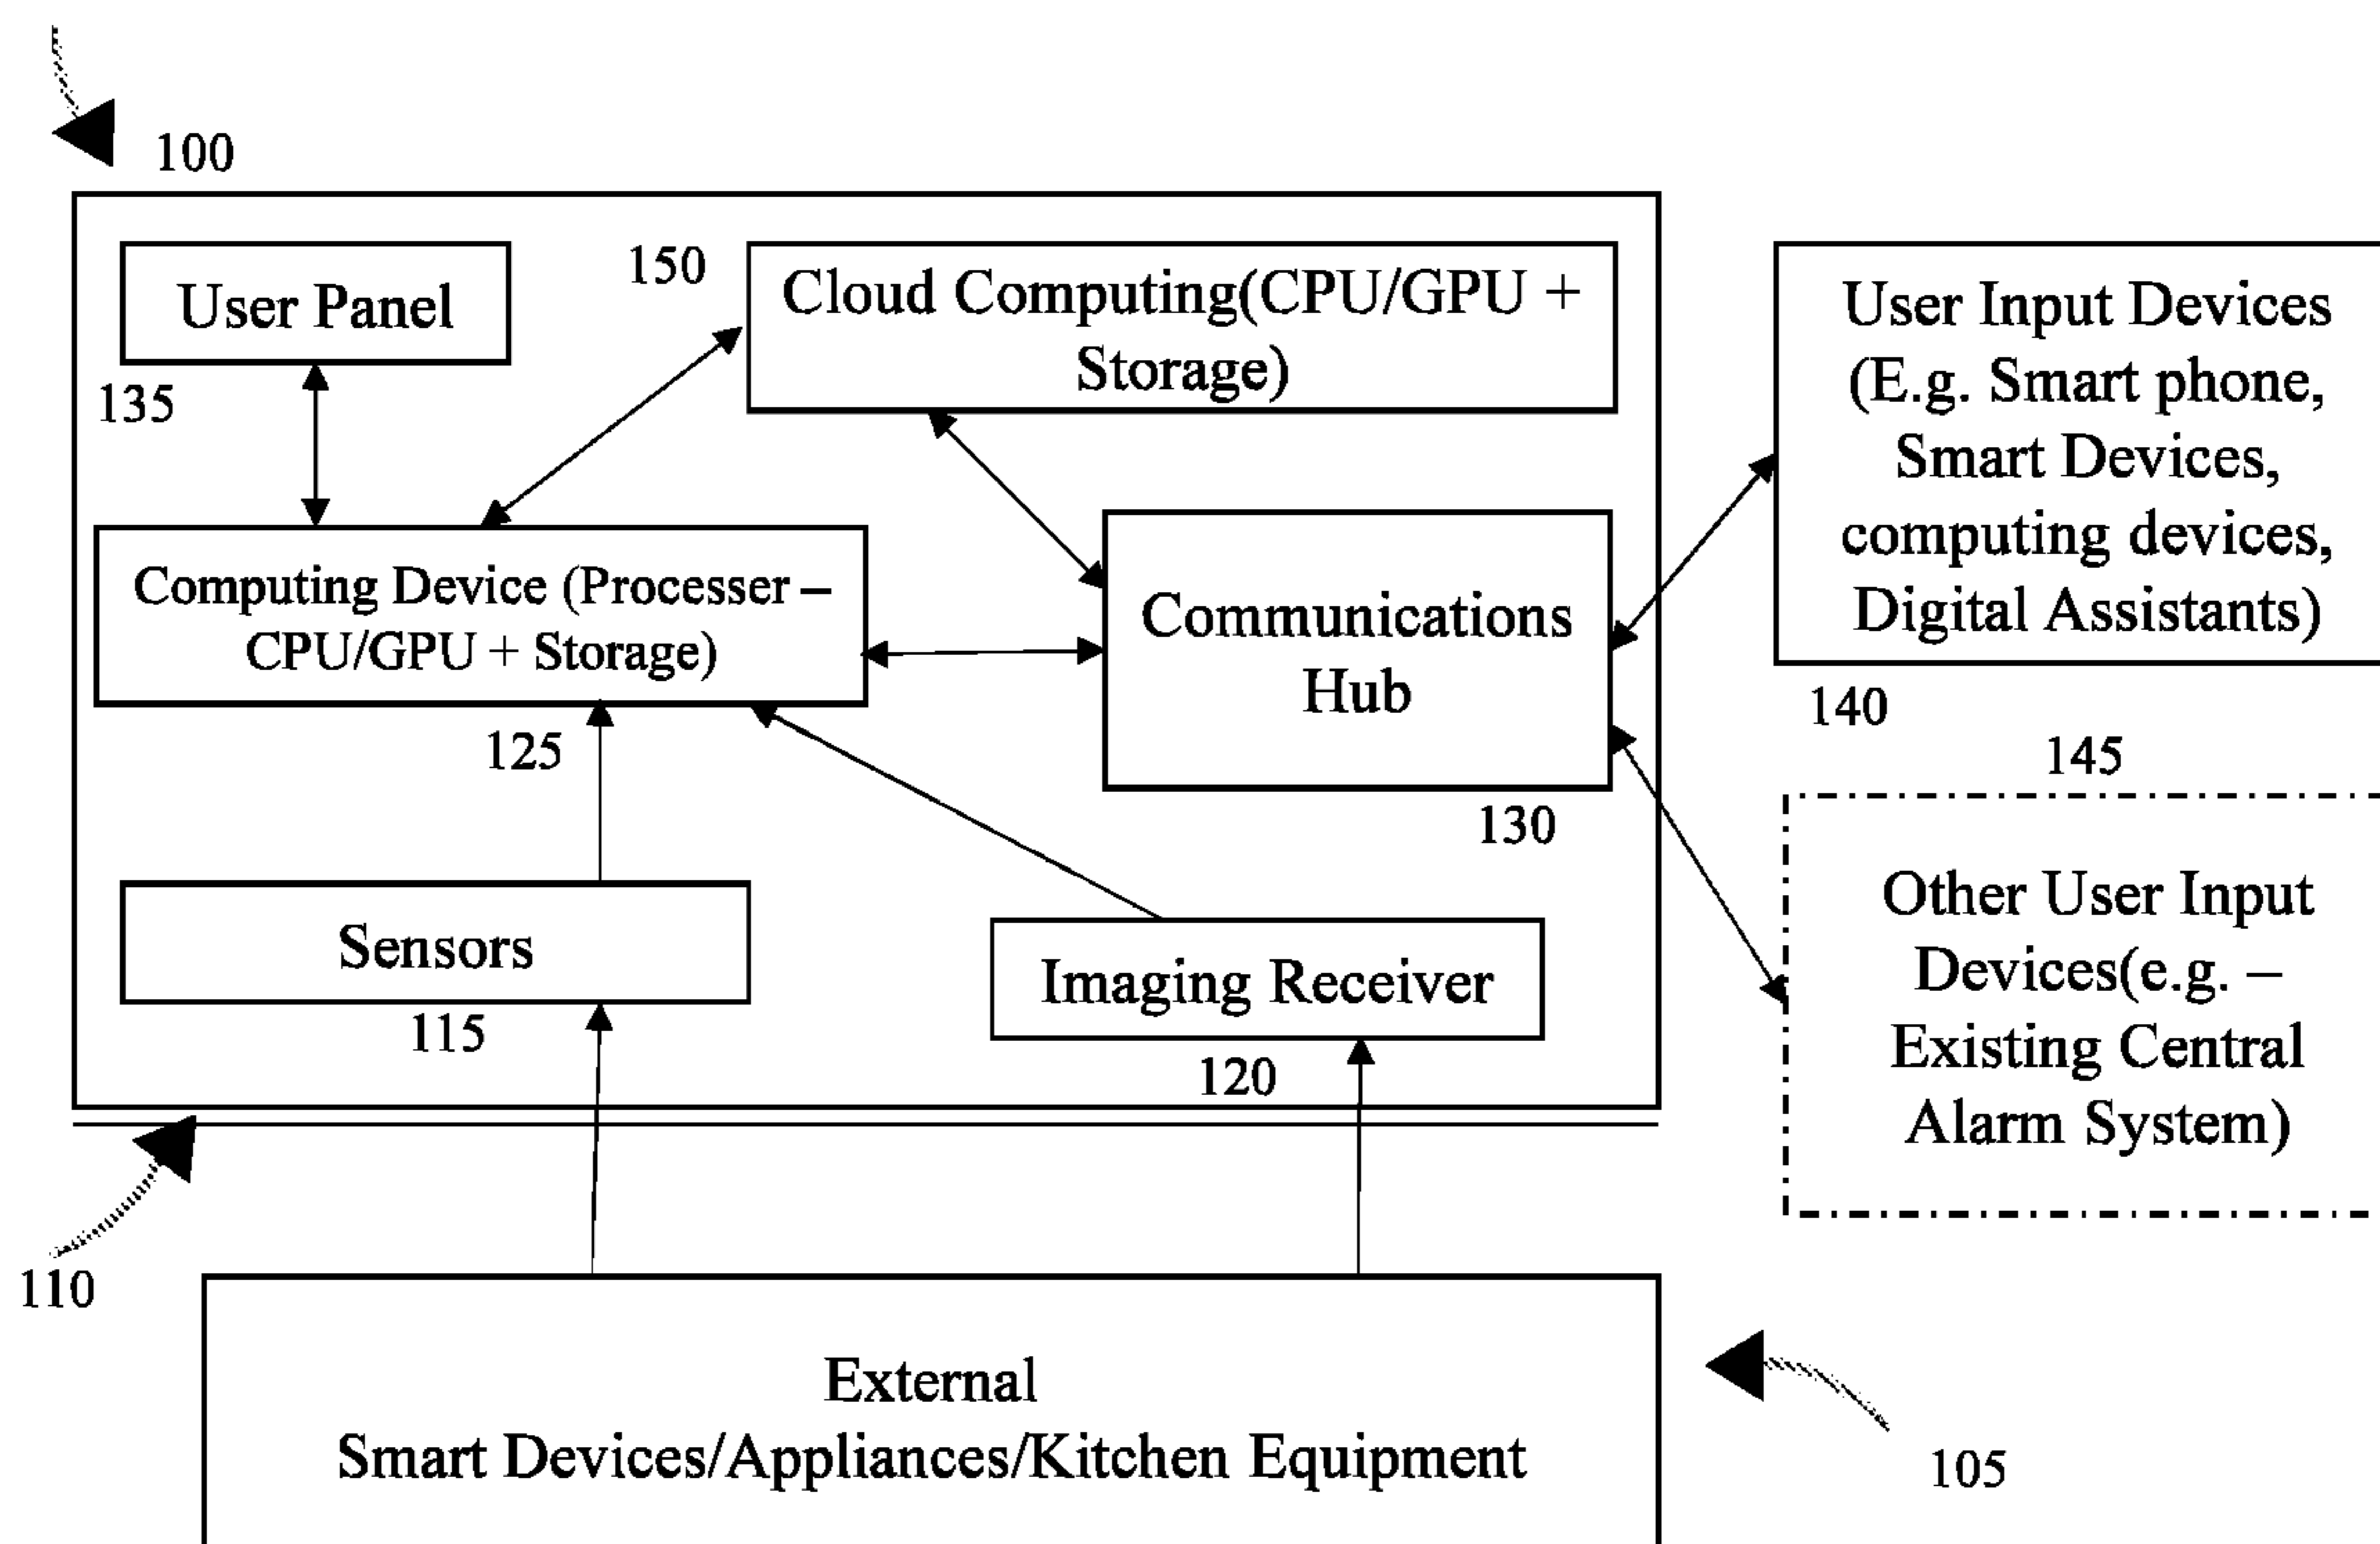 100
User Panel
135
150
Cloud Computing(CPU/GPU +
Storage)
User Input Devices
(E.g. Smart phone,
Smart Devices,
computing devices,
Digital Assistants)
140
Computing Device (Processer –
CPU/GPU + Storage)
125
Communications
Hub
130
145
Other User Input
Devices(e.g. –
Existing Central
Alarm System)
Sensors
115
Imaging Receiver
120
110
External
Smart Devices/Appliances/Kitchen Equipment
105